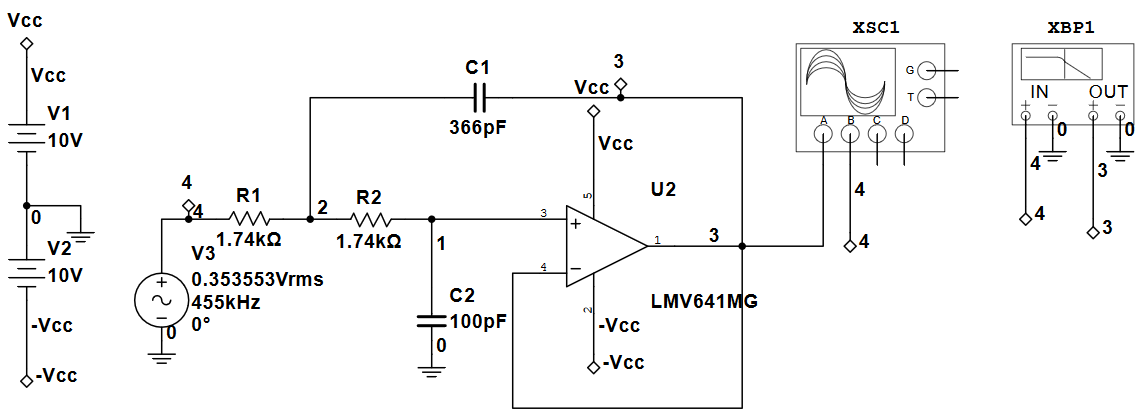 Vcc
Vcc
V1
10V
0
V2
10V
-Vcc
-Vcc
4
4
R1
1.74kΩ
V3
0.353553Vrms
455kHz
0°
0
2
R2
1.74kΩ
C1
366pF
1
C2
100pF
0
Vcc
3
Vcc
5
U2
3
4
1
3
2
LMV641MG
-Vcc
-Vcc
XSC1
G
T
A B C D
4
4
XBP1
IN OUT
+ − + −
0 0
4 3
4 3